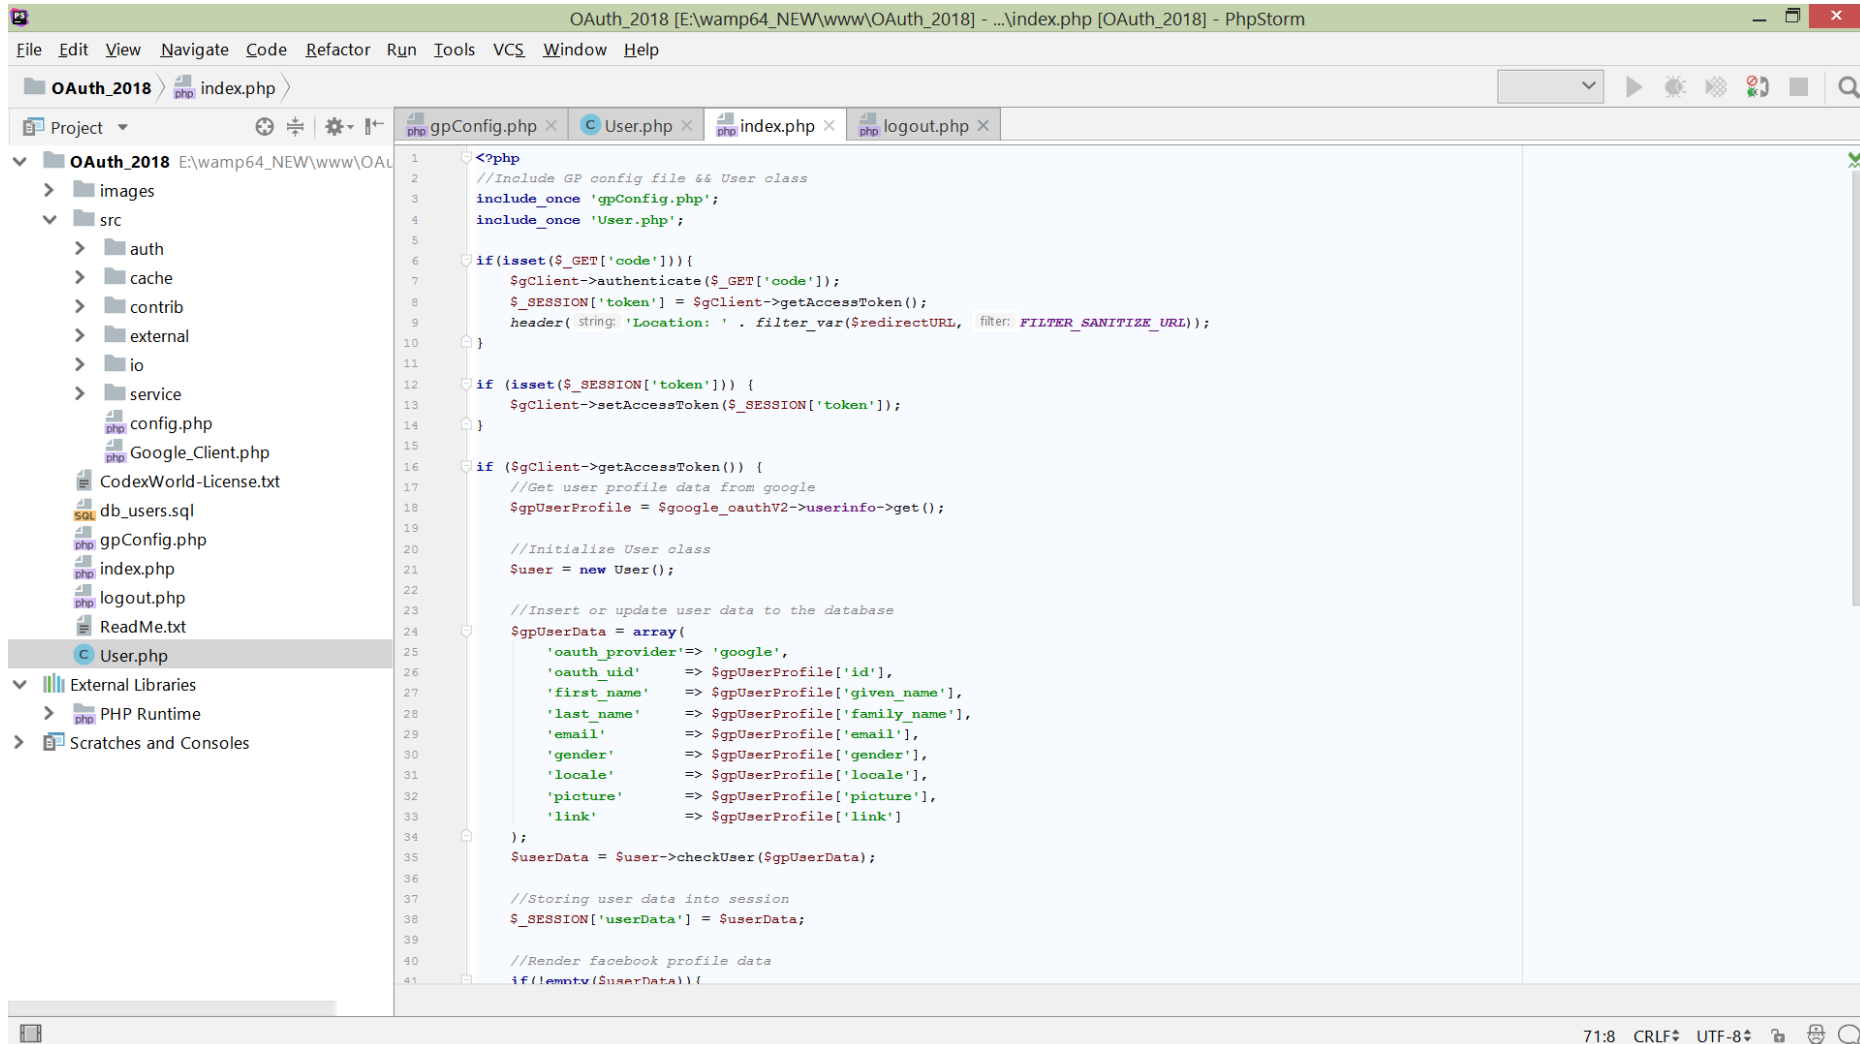 OAuth_2018 [E:\wamp64_NEW\www\OAuth_2018] - ...\index.php [OAuth_2018] - PhpStorm
File Edit View Navigate Code Refactor Run Tools VCS Window Help
OAuth_2018 index.php
Project
gpConfig.php User.php index.php logout.php
OAuth_2018 E:\wamp64_NEW\www\OAu
images
src
auth
cache
contrib
external
io
service
config.php
Google_Client.php
CodexWorld-License.txt
db_users.sql
gpConfig.php
index.php
logout.php
ReadMe.txt
User.php
External Libraries
PHP Runtime
Scratches and Consoles
1 <?php
2 //Include GP config file && User class
3 include_once 'gpConfig.php';
4 include_once 'User.php';
5
6 if(isset($_GET['code'])){
7 $gClient->authenticate($_GET['code']);
8 $_SESSION['token'] = $gClient->getAccessToken();
9 header( string: 'Location: ' . filter_var($redirectURL, filter: FILTER_SANITIZE_URL));
10 }
11
12 if (isset($_SESSION['token'])) {
13 $gClient->setAccessToken($_SESSION['token']);
14 }
15
16 if ($gClient->getAccessToken()) {
17 //Get user profile data from google
18 $gpUserProfile = $google_oauthV2->userinfo->get();
19
20 //Initialize User class
21 $user = new User();
22
23 //Insert or update user data to the database
24 $gpUserData = array(
25 'oauth_provider'=> 'google',
26 'oauth_uid' => $gpUserProfile['id'],
27 'first_name' => $gpUserProfile['given_name'],
28 'last_name' => $gpUserProfile['family_name'],
29 'email' => $gpUserProfile['email'],
30 'gender' => $gpUserProfile['gender'],
31 'locale' => $gpUserProfile['locale'],
32 'picture' => $gpUserProfile['picture'],
33 'link' => $gpUserProfile['link']
34 );
35 $userData = $user->checkUser($gpUserData);
36
37 //Storing user data into session
38 $_SESSION['userData'] = $userData;
39
40 //Render facebook profile data
41 if(!empty($userData)){
71:8 CRLF UTF-8